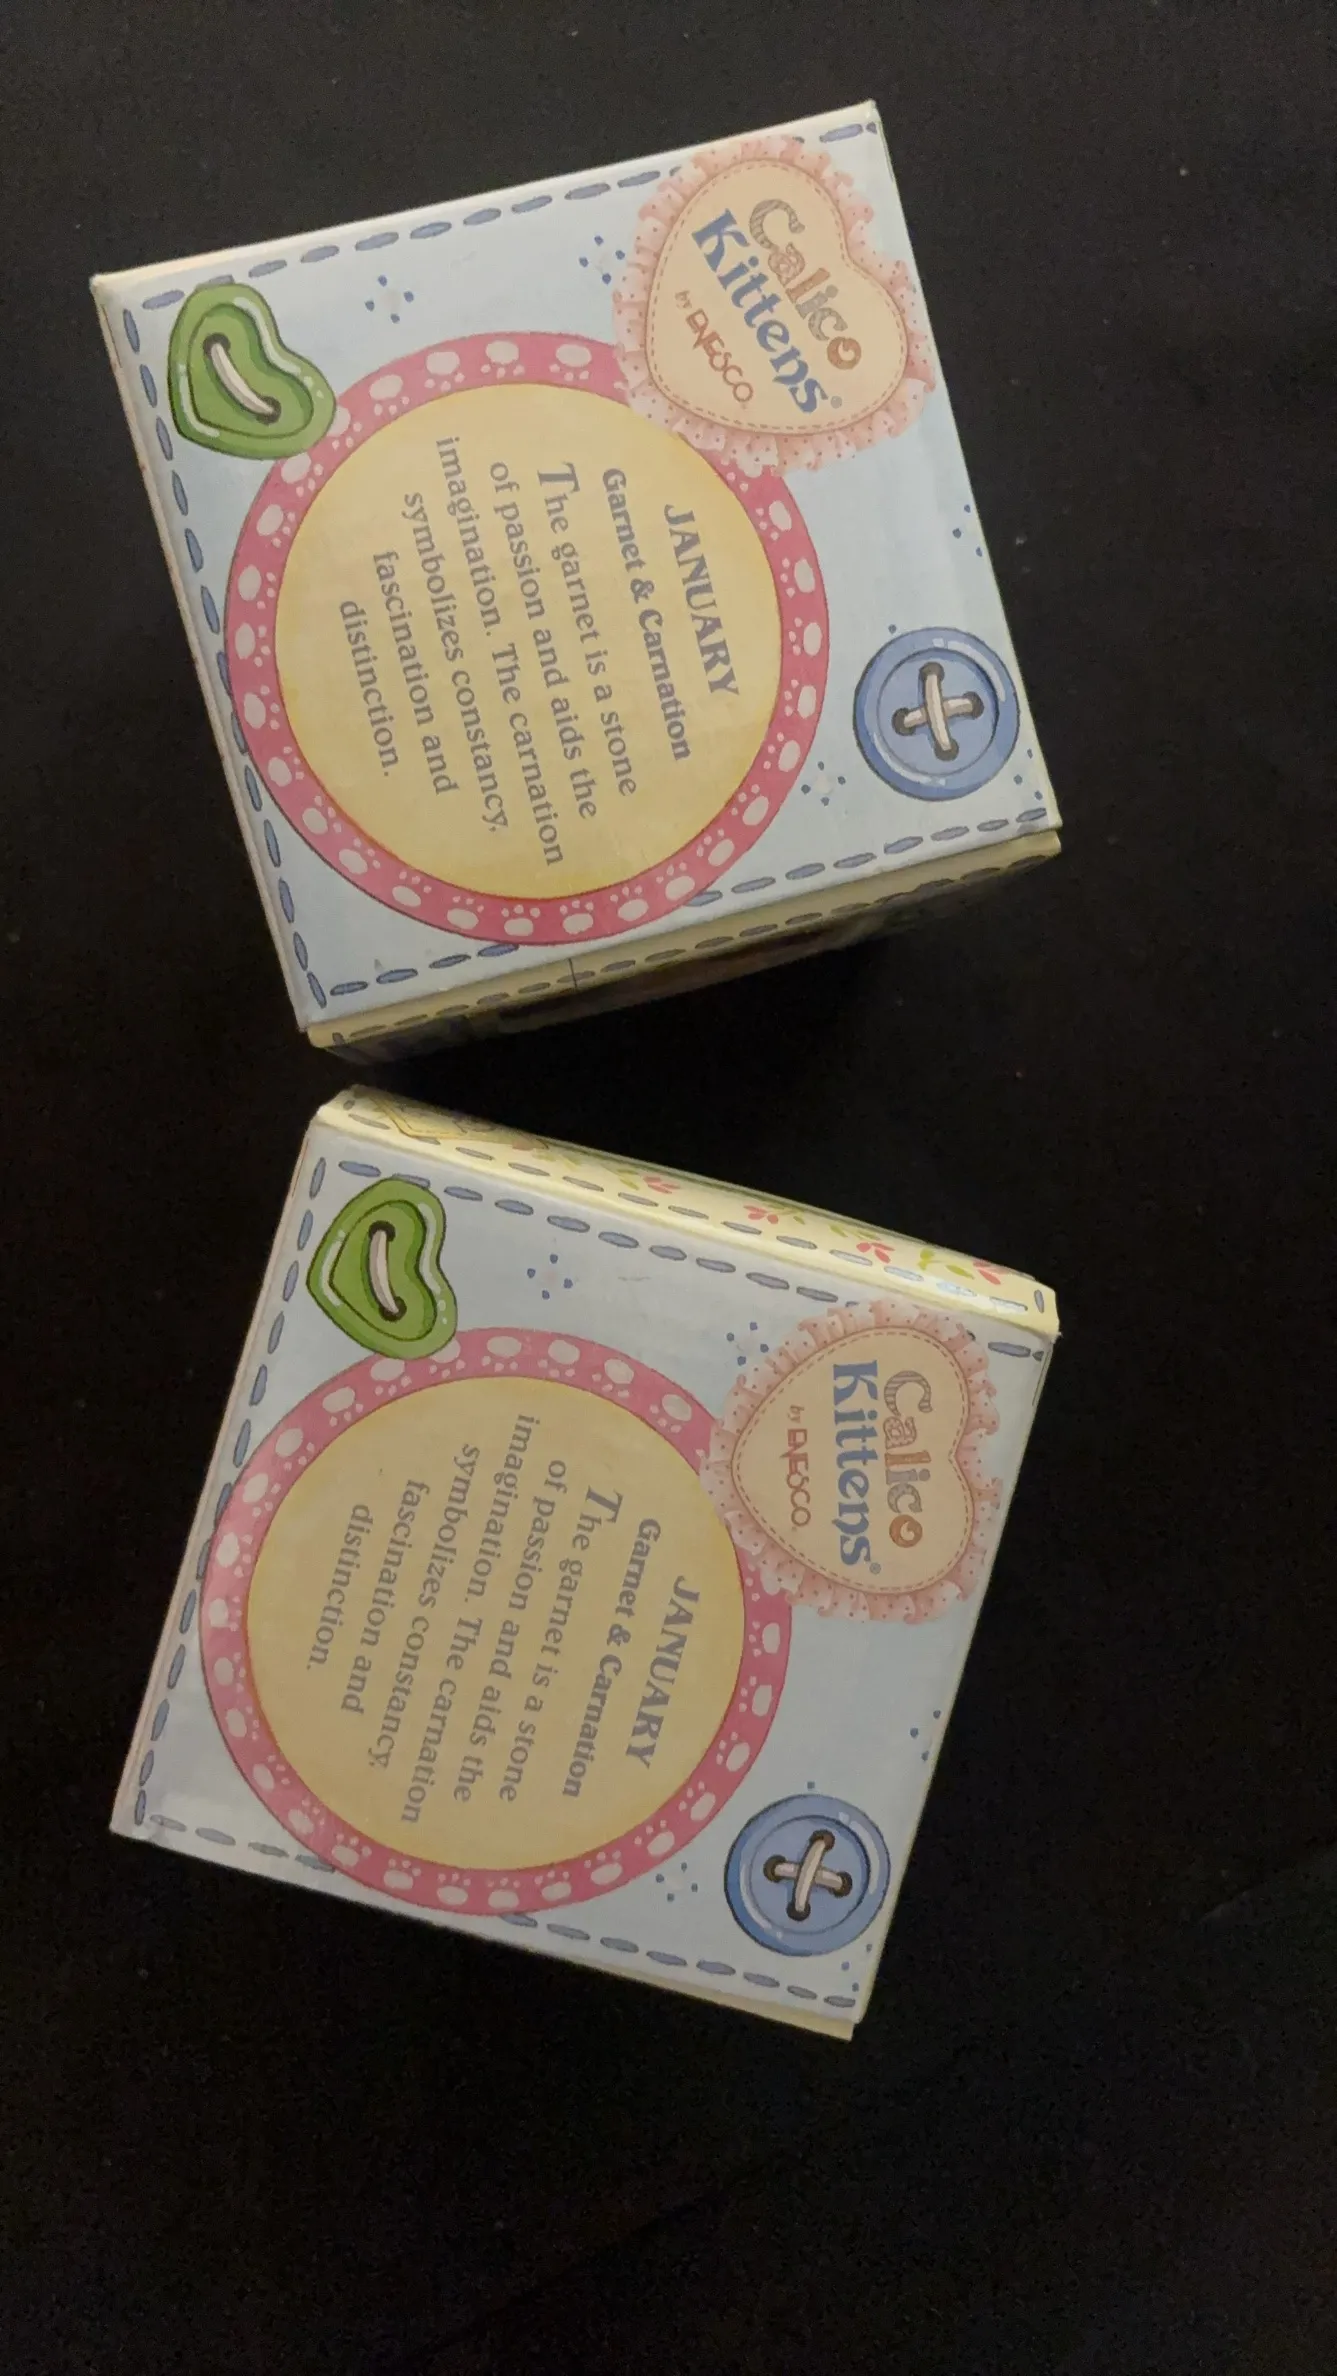 Calico
Kittens®
by ENESCO
JANUARY
Garnet & Carnation
The garnet is a stone
of passion and aids the
imagination. The carnation
symbolizes constancy,
fascination and
distinction.
Calico
Kittens®
by ENESCO
JANUARY
Garnet & Carnation
The garnet is a stone
of passion and aids the
imagination. The carnation
symbolizes constancy,
fascination and
distinction.